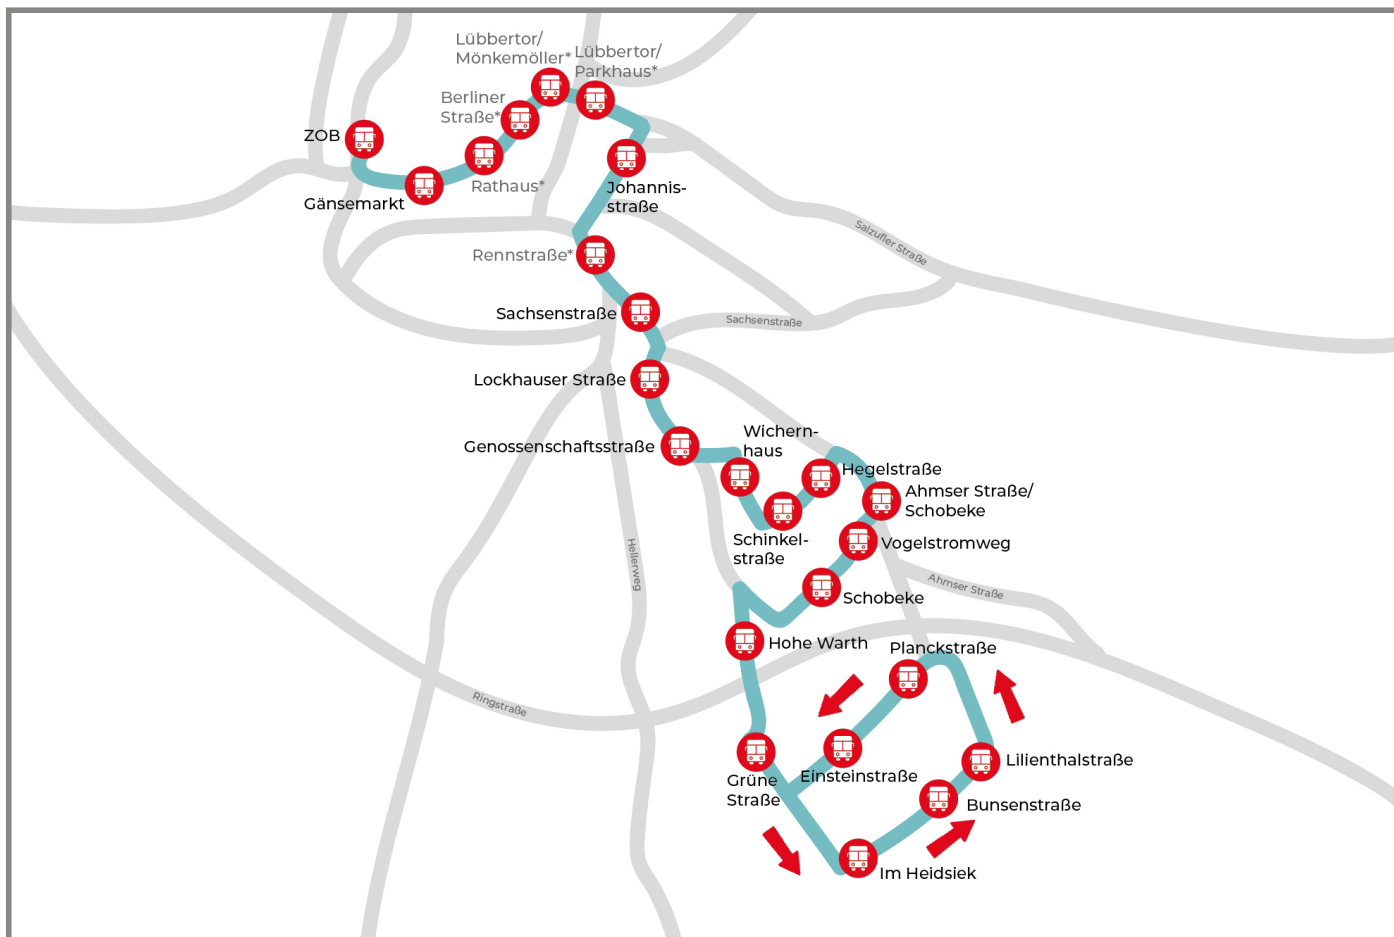 Lübbertor/
Mönkemöller*
Lübbertor/
Parkhaus*
Berliner
Straße*
ZOB
Rathaus*
Gänsemarkt
Johannis-
straße
Salzufler Straße
Rennstraße*
Sachsenstraße
Sachsenstraße
Lockhauser Straße
Wichern-
haus
Genossenschaftsstraße
Hegelstraße
Ahmser Straße/
Schobeke
Schinkel-
straße
Vogelstromweg
Hellerweg
Ahmser Straße
Schobeke
Hohe Warth
Planckstraße
Ringstraße
Lilienthalstraße
Einsteinstraße
Grüne
Straße
Bunsenstraße
Im Heidsiek